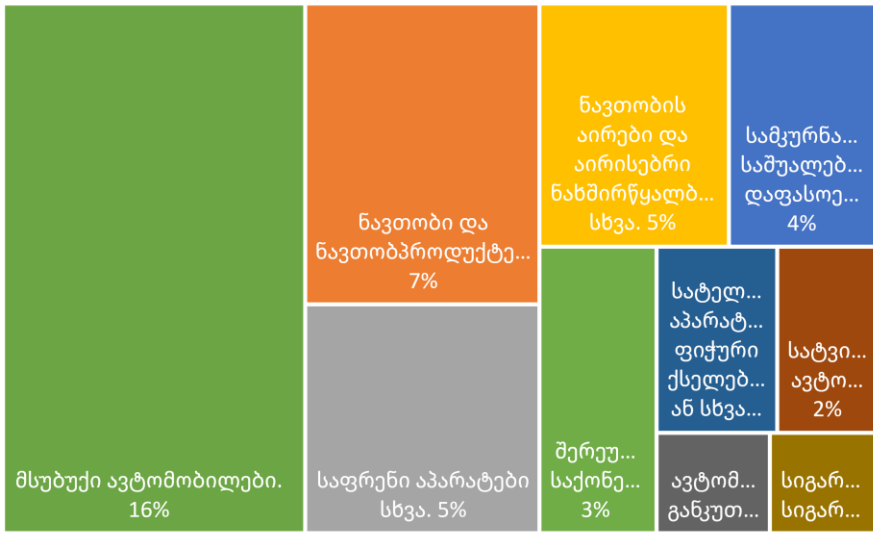 მსუბუქი ავტომობილები.
16%
ნავთობი და
ნავთობპროდუქტე...
7%
საფრენი აპარატები
სხვა. 5%
ნავთობის
აირები და
აირისებრი
ნახშირწყალბ...
სხვა. 5%
სამკურნა...
საშუალებ...
დაფასოე...
4%
შერეუ...
საქონე...
3%
სატელ...
აპარატ...
ფიჭური
ქსელებ...
ან სხვა...
სატვი...
ავტო...
2%
ავტომ...
განკუთ...
სიგარ...
სიგარ...